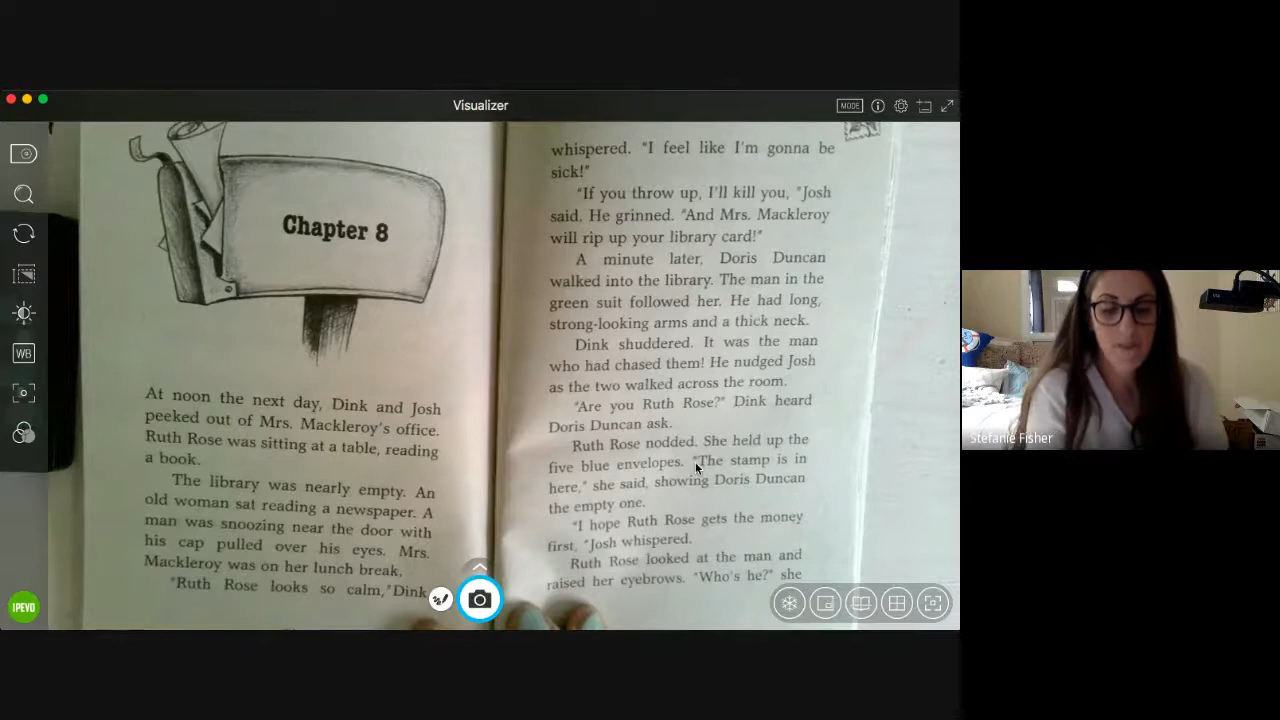 Visualizer
MODE
WB
IPEVO
Chapter 8
At noon the next day, Dink and Josh
peeked out of Mrs. Mackleroy's office.
Ruth Rose was sitting at a table, reading
a book.
The library was nearly empty. An
old woman sat reading a newspaper. A
man was snoozing near the door with
his cap pulled over his eyes. Mrs.
Mackleroy was on her lunch break.
"Ruth Rose looks so calm,"Dink
whispered. "I feel like I'm gonna be
sick!"
"If you throw up, I'll kill you, "Josh
said. He grinned. "And Mrs. Mackleroy
will rip up your library card!"
A minute later, Doris Duncan
walked into the library. The man in the
green suit followed her. He had long,
strong-looking arms and a thick neck.
Dink shuddered. It was the man
who had chased them! He nudged Josh
as the two walked across the room.
"Are you Ruth Rose?" Dink heard
Doris Duncan ask.
Ruth Rose nodded. She held up the
five blue envelopes. "The stamp is in
here," she said, showing Doris Duncan
the empty one.
"I hope Ruth Rose gets the money
first, "Josh whispered.
Ruth Rose looked at the man and
raised her eyebrows. "Who's he?" she
Stefanie Fisher